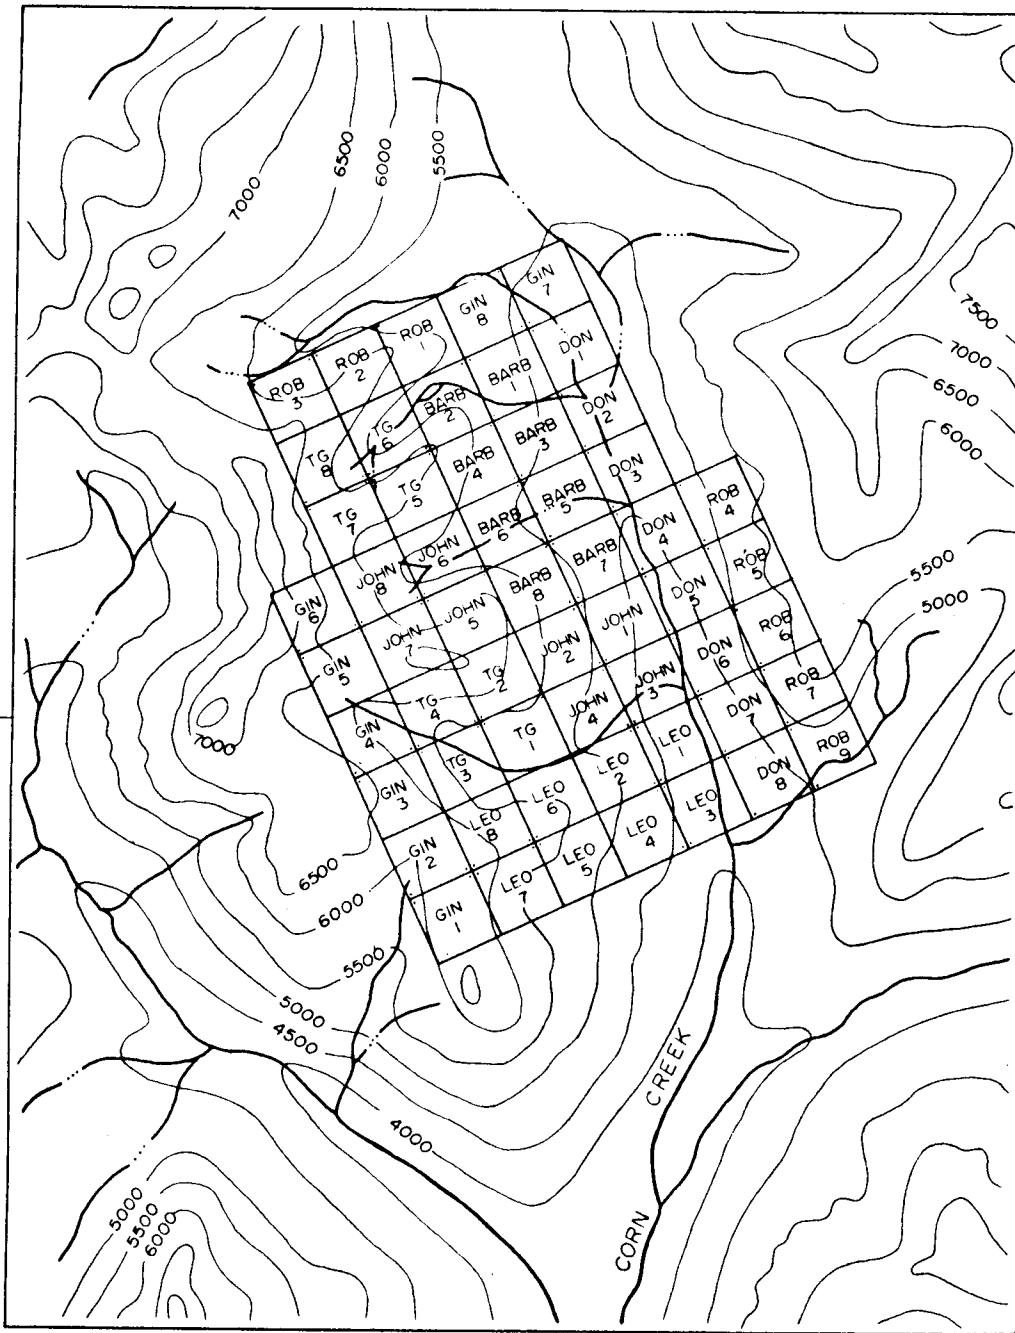 7000
6500
6000
5500
7500
7000
6500
6000
GIN
7
GIN
8
ROB
1
ROB
2
ROB
3
DON
1
BARB
1
BARB
2
TG
6
TG
8
DON
2
BARB
3
BARB
4
TG
5
TG
7
DON
3
BARB
5
BARB
6
JOHN
6
JOHN
8
GIN
6
ROB
4
DON
4
BARB
7
BARB
8
JOHN
5
JOHN
7
GIN
5
ROB
5
DON
5
JOHN
1
JOHN
2
TG
2
TG
4
GIN
4
ROB
6
DON
6
JOHN
3
JOHN
4
TG
1
TG
3
GIN
3
ROB
7
DON
7
LEO
1
LEO
2
LEO
6
LEO
8
GIN
2
ROB
9
DON
8
LEO
3
LEO
4
LEO
5
LEO
7
GIN
1
5500
5000
7000
6500
6000
5500
5000
4500
4000
5000
5500
6000
CORN CREEK